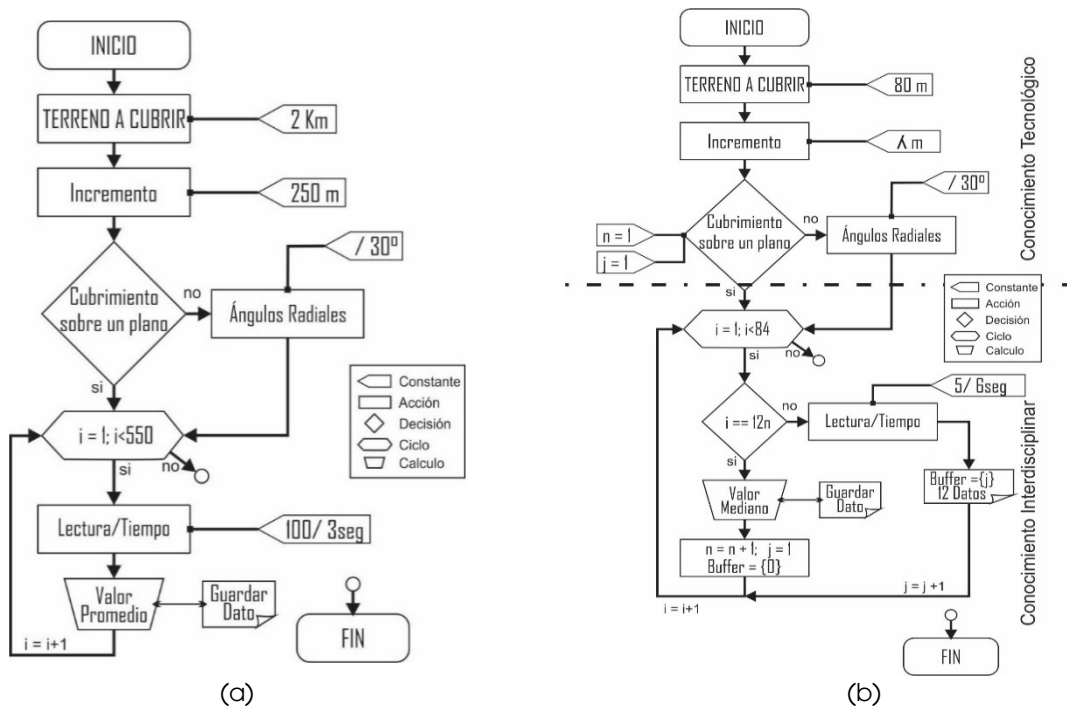 INICIO
TERRENO A CUBRIR
2 Km
Incremento
250 m
/ 30º
Cubrimiento
sobre un plano
no
Ángulos Radiales
si
i = 1; i<550
no
si
Lectura/Tiempo
100/ 3seg
Valor
Promedio
Guardar
Dato
i = i+1
FIN
Constante
Acción
Decisión
Ciclo
Calculo
(a)
INICIO
TERRENO A CUBRIR
80 m
Incremento
⅄ m
/ 30º
n = 1
j = 1
Cubrimiento
sobre un plano
no
Ángulos Radiales
si
i = 1; i<84
no
si
5/ 6seg
i == 12n
no
Lectura/Tiempo
si
Buffer ={j}
12 Datos
Valor
Mediano
Guardar
Dato
n = n + 1; j = 1
Buffer = {0}
j = j +1
i = i+1
FIN
Constante
Acción
Decisión
Ciclo
Calculo
Conocimiento Tecnológico
Conocimiento Interdisciplinar
(b)